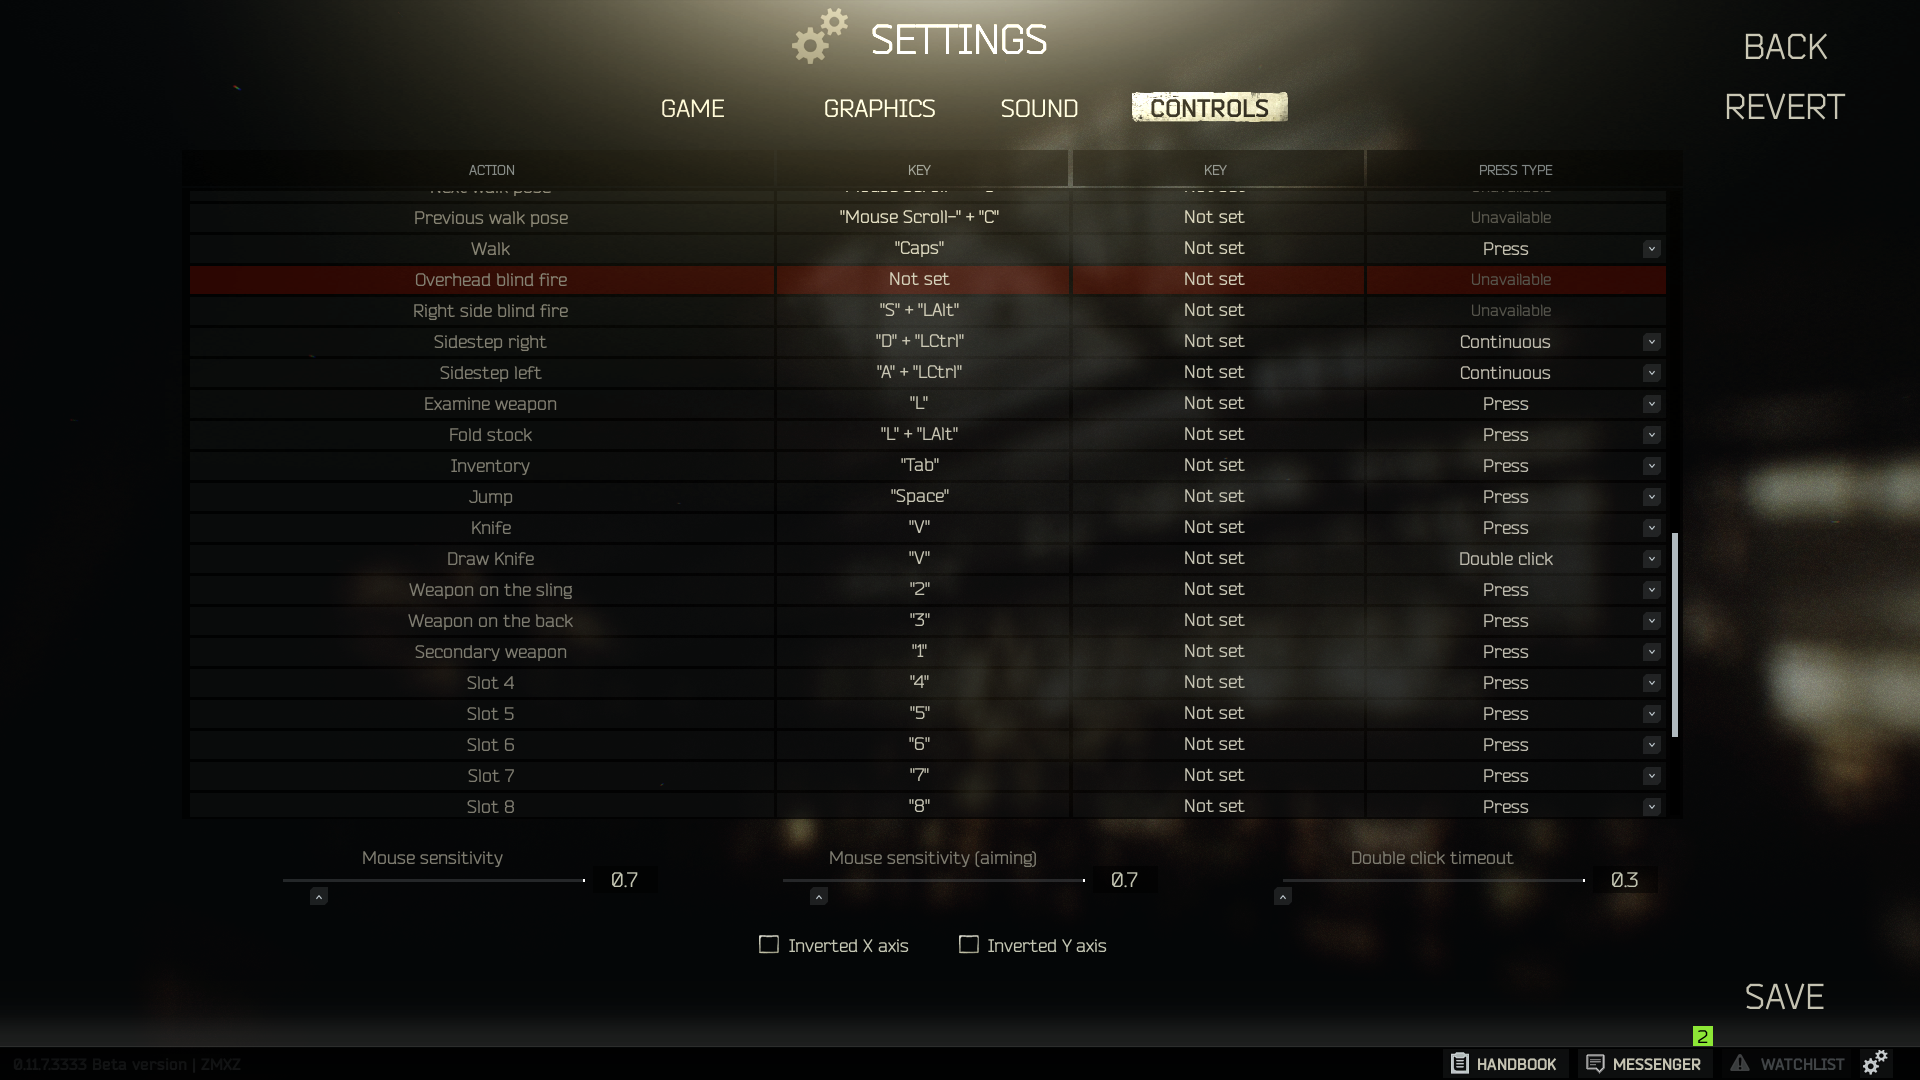 SETTINGS
BACK
GAME GRAPHICS SOUND CONTROLS
REVERT
ACTION KEY KEY PRESS TYPE
Next walk pose
Previous walk pose "Mouse Scroll-" + "C" Not set Unavailable
Walk "Caps" Not set Press
Overhead blind fire Not set Not set Unavailable
Right side blind fire "S" + "LAlt" Not set Unavailable
Sidestep right "D" + "LCtrl" Not set Continuous
Sidestep left "A" + "LCtrl" Not set Continuous
Examine weapon "L" Not set Press
Fold stock "L" + "LAlt" Not set Press
Inventory "Tab" Not set Press
Jump "Space" Not set Press
Knife "V" Not set Press
Draw Knife "V" Not set Double click
Weapon on the sling "2" Not set Press
Weapon on the back "3" Not set Press
Secondary weapon "1" Not set Press
Slot 4 "4" Not set Press
Slot 5 "5" Not set Press
Slot 6 "6" Not set Press
Slot 7 "7" Not set Press
Slot 8 "8" Not set Press
Mouse sensitivity 0.7 Mouse sensitivity (aiming) 0.7 Double click timeout 0.3
Inverted X axis Inverted Y axis
SAVE
2
0.11.7.3333 Beta version | ZMXZ HANDBOOK MESSENGER WATCHLIST